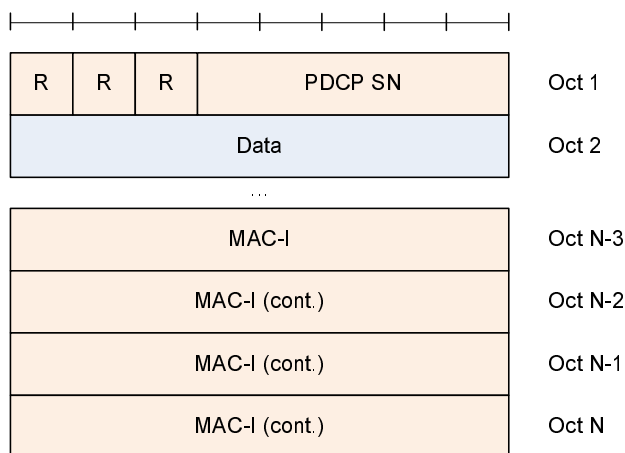 R R R PDCP SN Oct 1
Data Oct 2
...
MAC-I Oct N-3
MAC-I (cont.) Oct N-2
MAC-I (cont.) Oct N-1
MAC-I (cont.) Oct N